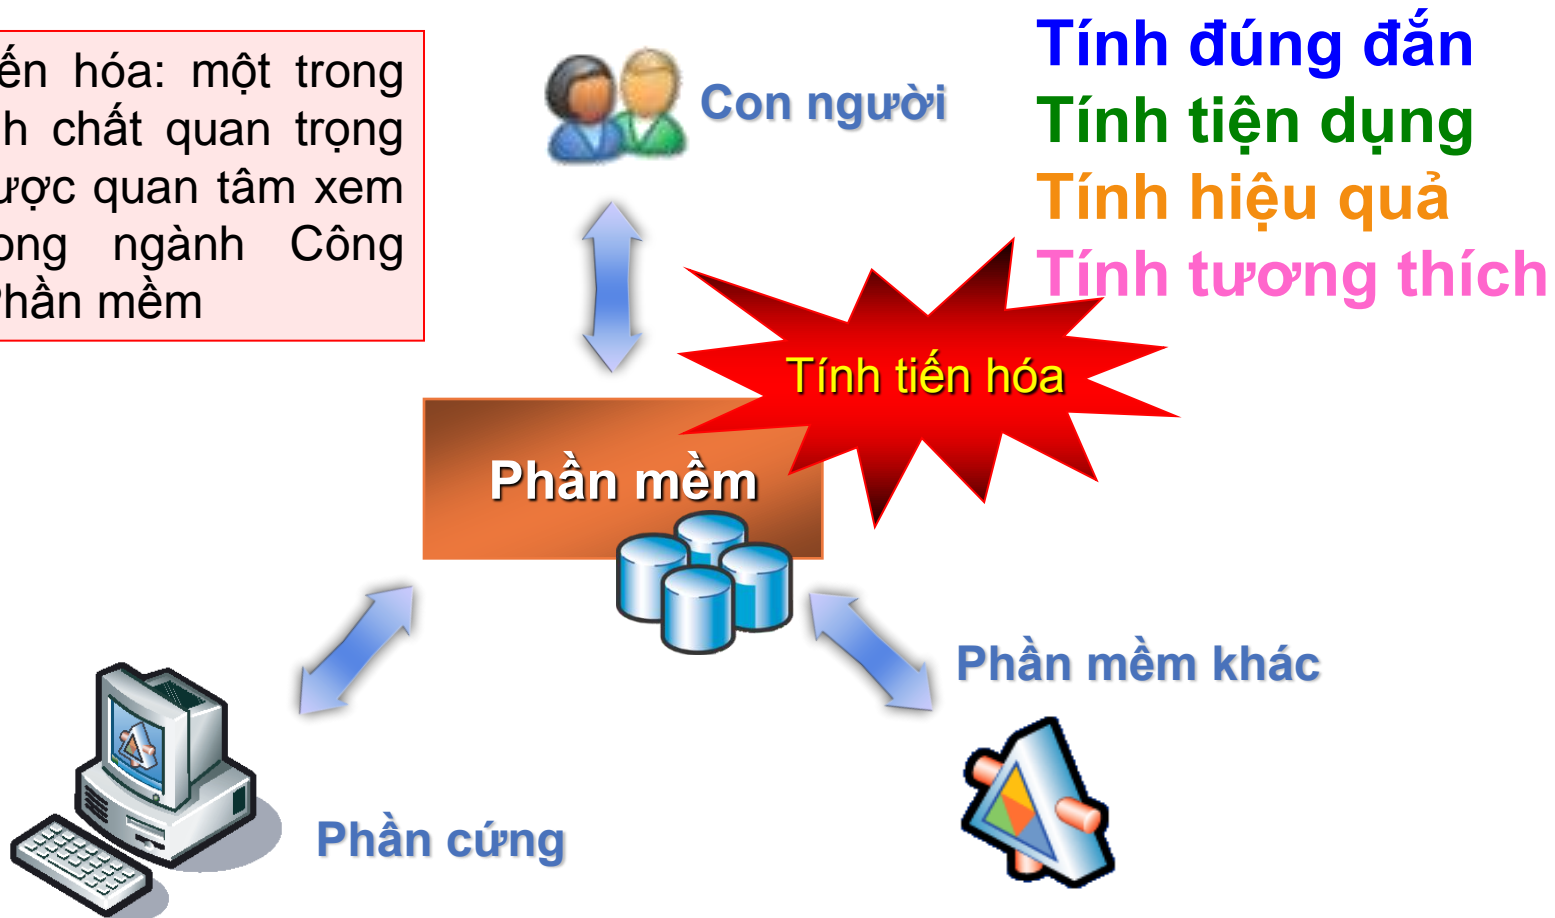 ến hóa: một trong
h chất quan trọng
ược quan tâm xem
ong ngành Công
Phần mềm
Con người
Tính đúng đắn
Tính tiện dụng
Tính hiệu quả
Tính tương thích
Tính tiến hóa
Phần mềm
Phần mềm khác
Phần cứng